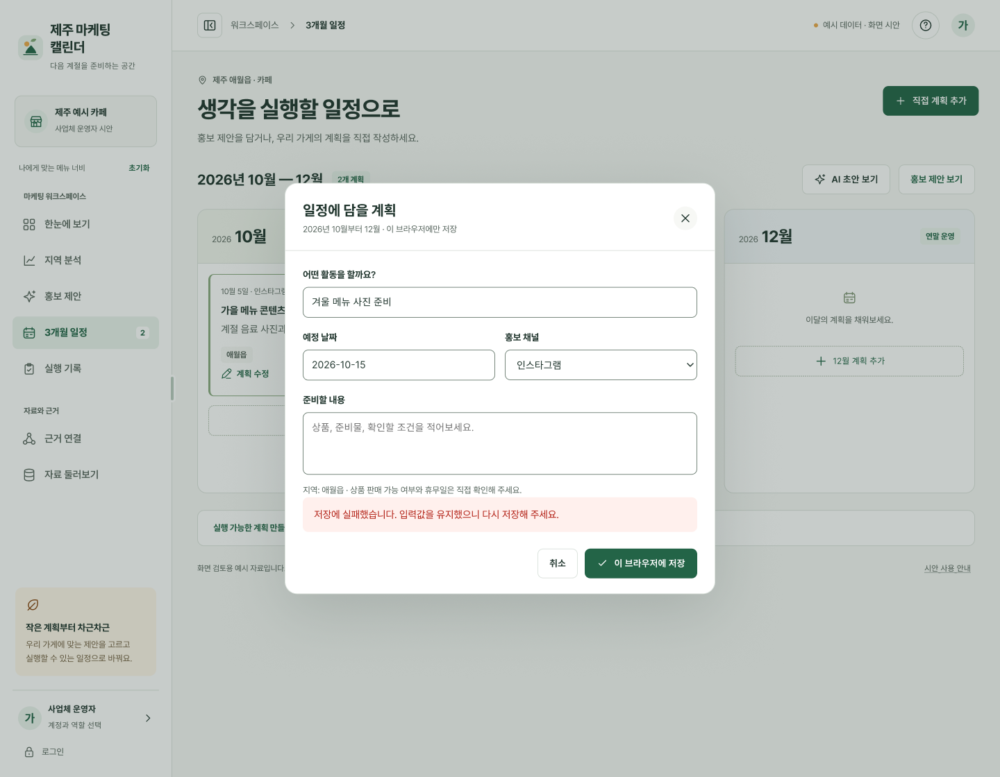 제주 마케팅
캘린더
다음 계절을 준비하는 공간
제주 예시 카페
사업체 운영자 시안
나에게 맞는 메뉴 너비
초기화
마케팅 워크스페이스
한눈에 보기
지역 분석
홍보 제안
3개월 일정
2
실행 기록
자료와 근거
근거 연결
자료 둘러보기
작은 계획부터 차근차근
우리 가게에 맞는 제안을 고르고
실행할 수 있는 일정으로 바꿔요.
가
사업체 운영자
계정과 역할 선택
로그인
워크스페이스
3개월 일정
예시 데이터 · 화면 시안
가
제주 애월읍 · 카페
생각을 실행할 일정으로
홍보 제안을 담거나, 우리 가게의 계획을 직접 작성하세요.
직접 계획 추가
2026년 10월 — 12월
2개 계획
AI 초안 보기
홍보 제안 보기
2026 10월
10월 5일 · 인스타그램
가을 메뉴 콘텐츠
계절 음료 사진과
애월읍
계획 수정
2026 12월
연말 운영
이달의 계획을 채워보세요.
12월 계획 추가
실행 가능한 계획 만들
화면 검토용 예시 자료입니다.
시안 사용 안내
일정에 담을 계획
2026년 10월부터 12월 · 이 브라우저에만 저장
어떤 활동을 할까요?
겨울 메뉴 사진 준비
예정 날짜
홍보 채널
2026-10-15
인스타그램
준비할 내용
상품, 준비물, 확인할 조건을 적어보세요.
지역: 애월읍 · 상품 판매 가능 여부와 휴무일은 직접 확인해 주세요.
저장에 실패했습니다. 입력값을 유지했으니 다시 저장해 주세요.
취소
이 브라우저에 저장